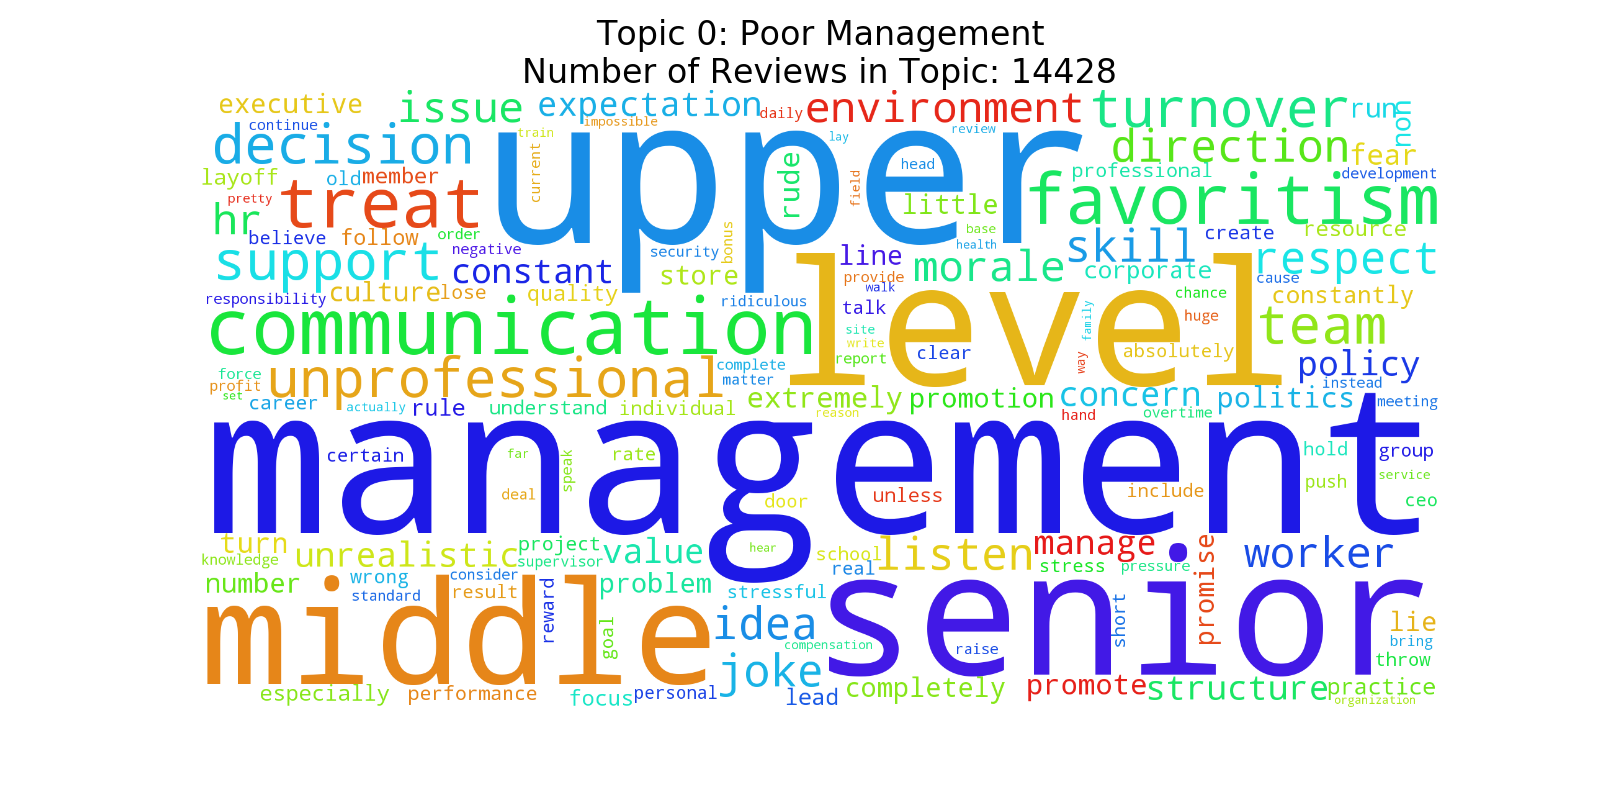 Topic 0: Poor Management
Number of Reviews in Topic: 14428
executive issue expectation daily environment turnover run non
continue decision train impossible upper lay review direction fear
layoff old member current rude field head professional development
pretty treat little favoritism
hr believe follow order negative bonus security base health skill create resource
support constant store line morale corporate respect cause
responsibility culture lose quality ridiculous provide walk talk level chance constantly
communication site write report clear family huge team
force profit set unprofessional complete matter way absolutely policy instead
career actually rule understand individual extremely reason promotion concern hand overtime politics meeting
management certain far speak rate deal door unless include hold push group service ceo
turn knowledge unrealistic project supervisor value hear school listen manage stress pressure promise worker
number wrong standard consider result reward problem stressful real
middle goal idea compensation senior raise short lie bring throw
joke
especially performance focus personal lead completely promote structure practice organization